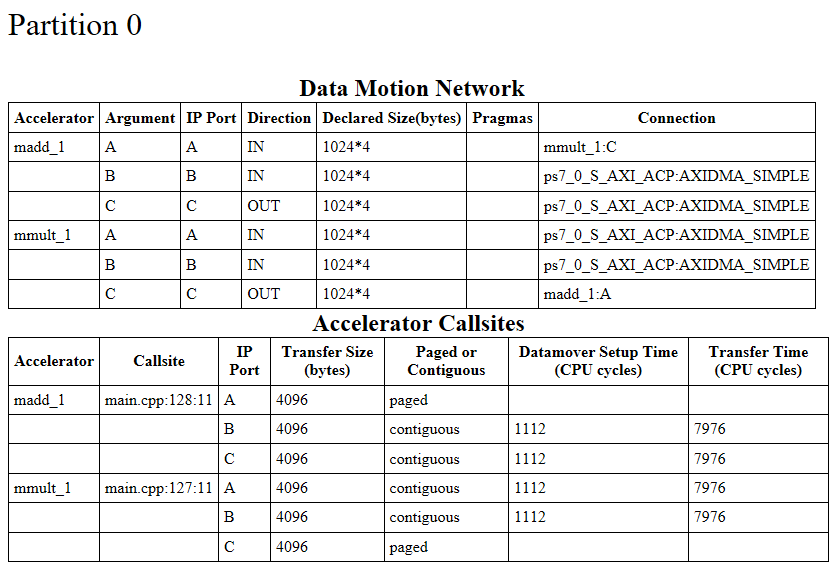 Partition 0
Data Motion Network
Accelerator Argument IP Port Direction Declared Size(bytes) Pragmas Connection
madd_1 A A IN 1024*4 mmult_1:C
B B IN 1024*4 ps7_0_S_AXI_ACP:AXIDMA_SIMPLE
C C OUT 1024*4 ps7_0_S_AXI_ACP:AXIDMA_SIMPLE
mmult_1 A A IN 1024*4 ps7_0_S_AXI_ACP:AXIDMA_SIMPLE
B B IN 1024*4 ps7_0_S_AXI_ACP:AXIDMA_SIMPLE
C C OUT 1024*4 madd_1:A
Accelerator Callsites
Accelerator Callsite IP Port Transfer Size (bytes) Paged or Contiguous Datamover Setup Time (CPU cycles) Transfer Time (CPU cycles)
madd_1 main.cpp:128:11 A 4096 paged
B 4096 contiguous 1112 7976
C 4096 contiguous 1112 7976
mmult_1 main.cpp:127:11 A 4096 contiguous 1112 7976
B 4096 contiguous 1112 7976
C 4096 paged